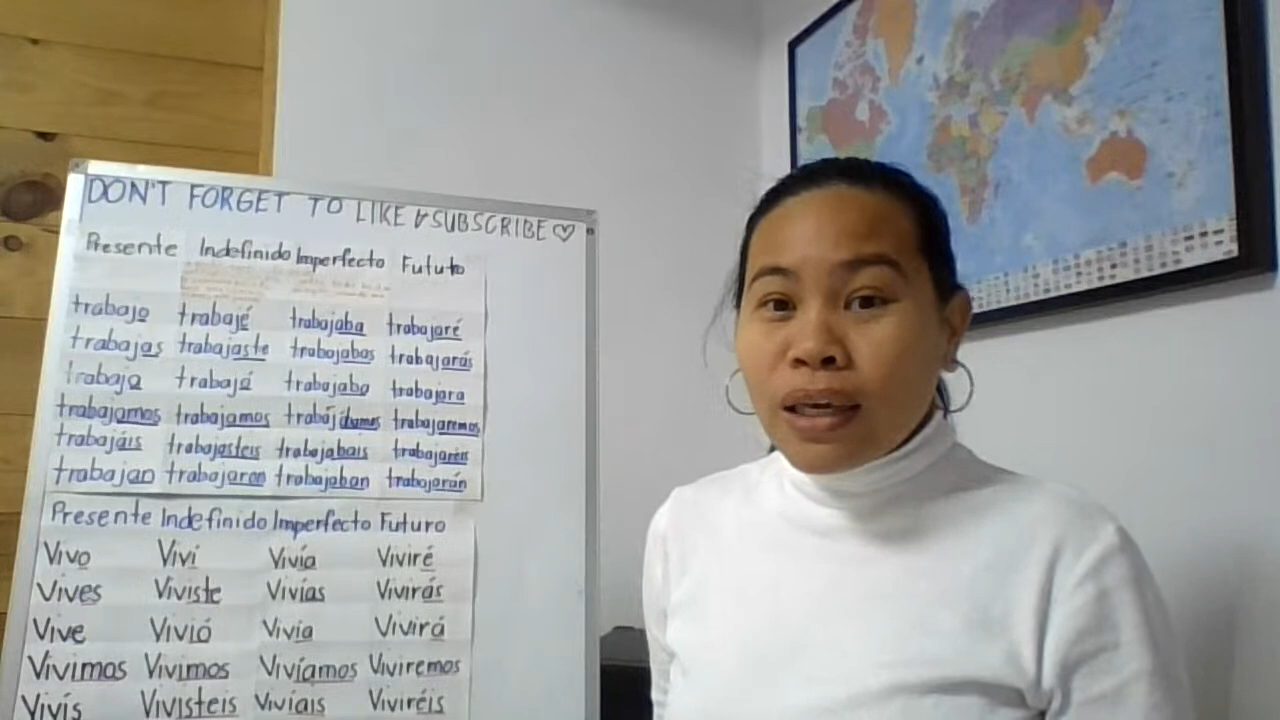 DON'T FORGET TO LIKE & SUBSCRIBE ♡
Presente Indefinido Imperfecto Futuro
trabajo trabajé trabajaba trabajaré
trabajas trabajaste trabajabas trabajarás
trabaja trabajó trabajaba trabajara
trabajamos trabajamos trabajábamos trabajaremos
trabajáis trabajasteis trabajabais trabajaréis
trabajan trabajaron trabajaban trabajarán
Presente Indefinido Imperfecto Futuro
Vivo Viví Vivía Viviré
Vives Viviste Vivías Vivirás
Vive Vivió Vivía Vivirá
Vivimos Vivimos Vivíamos Viviremos
Vivís Vivisteis Vivíais Viviréis